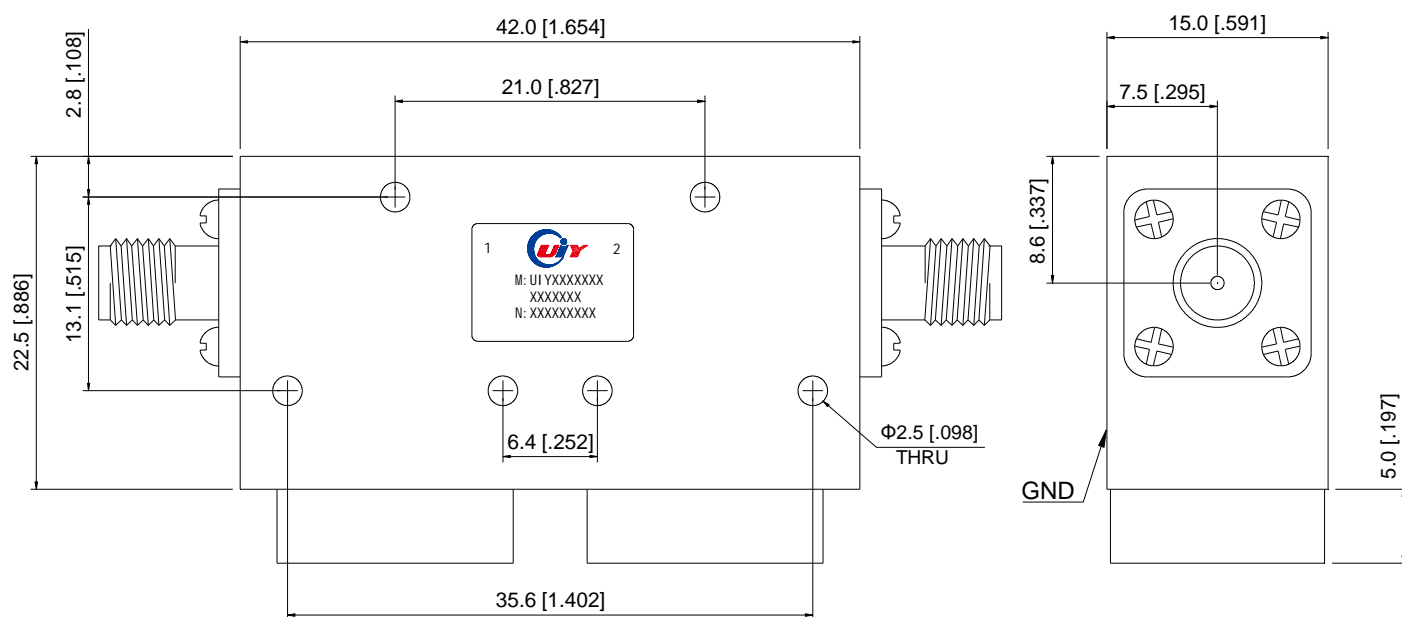 42.0 [1.654]
15.0 [.591]
2.8 [.108]
21.0 [.827]
7.5 [.295]
8.6 [.337]
1
UIY
2
M: UIYXXXXXXX
XXXXXXX
N: XXXXXXXXX
13.1 [.515]
22.5 [.886]
6.4 [.252]
Φ2.5 [.098]
THRU
GND
5.0 [.197]
35.6 [1.402]